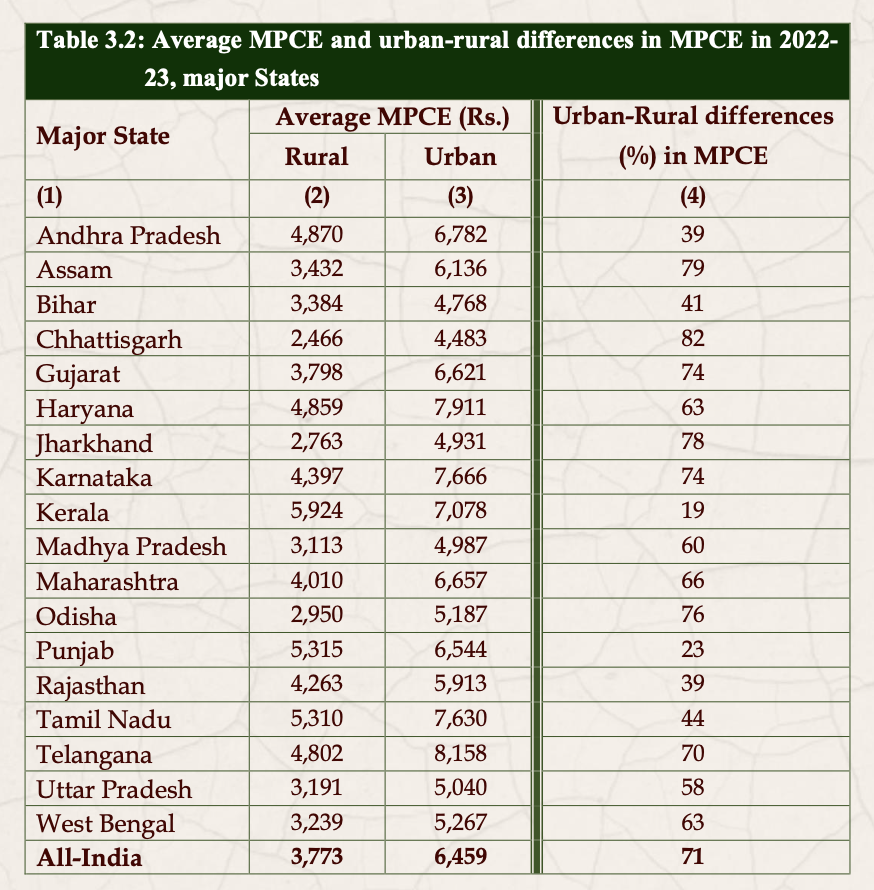 Table 3.2: Average MPCE and urban-rural differences in MPCE in 2022-
23, major States
Major State
Average MPCE (Rs.)
Urban-Rural differences
(%) in MPCE
Rural Urban
(1) (2) (3) (4)
Andhra Pradesh 4,870 6,782 39
Assam 3,432 6,136 79
Bihar 3,384 4,768 41
Chhattisgarh 2,466 4,483 82
Gujarat 3,798 6,621 74
Haryana 4,859 7,911 63
Jharkhand 2,763 4,931 78
Karnataka 4,397 7,666 74
Kerala 5,924 7,078 19
Madhya Pradesh 3,113 4,987 60
Maharashtra 4,010 6,657 66
Odisha 2,950 5,187 76
Punjab 5,315 6,544 23
Rajasthan 4,263 5,913 39
Tamil Nadu 5,310 7,630 44
Telangana 4,802 8,158 70
Uttar Pradesh 3,191 5,040 58
West Bengal 3,239 5,267 63
All-India 3,773 6,459 71